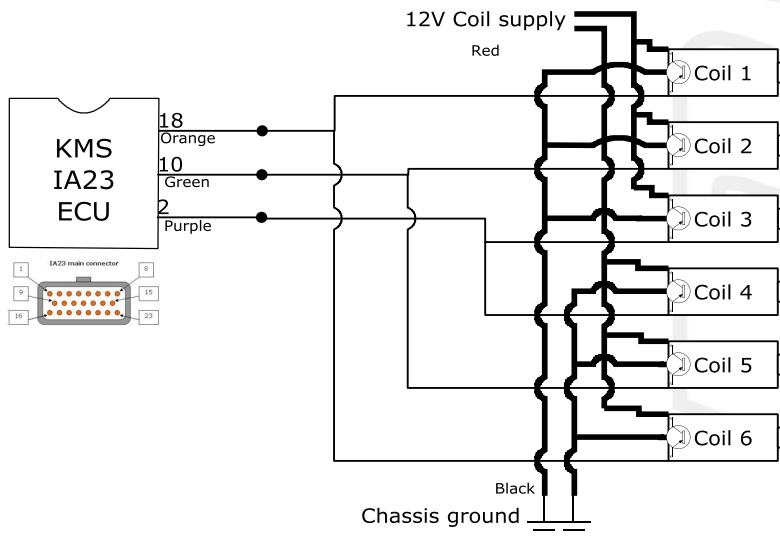 12V Coil supply
Red
Coil 1
18
Orange
KMS
IA23
ECU
10
Green
2
Purple
Coil 2
Coil 3
IA23 main connector
1
8
9
15
16
23
Coil 4
Coil 5
Coil 6
Black
Chassis ground